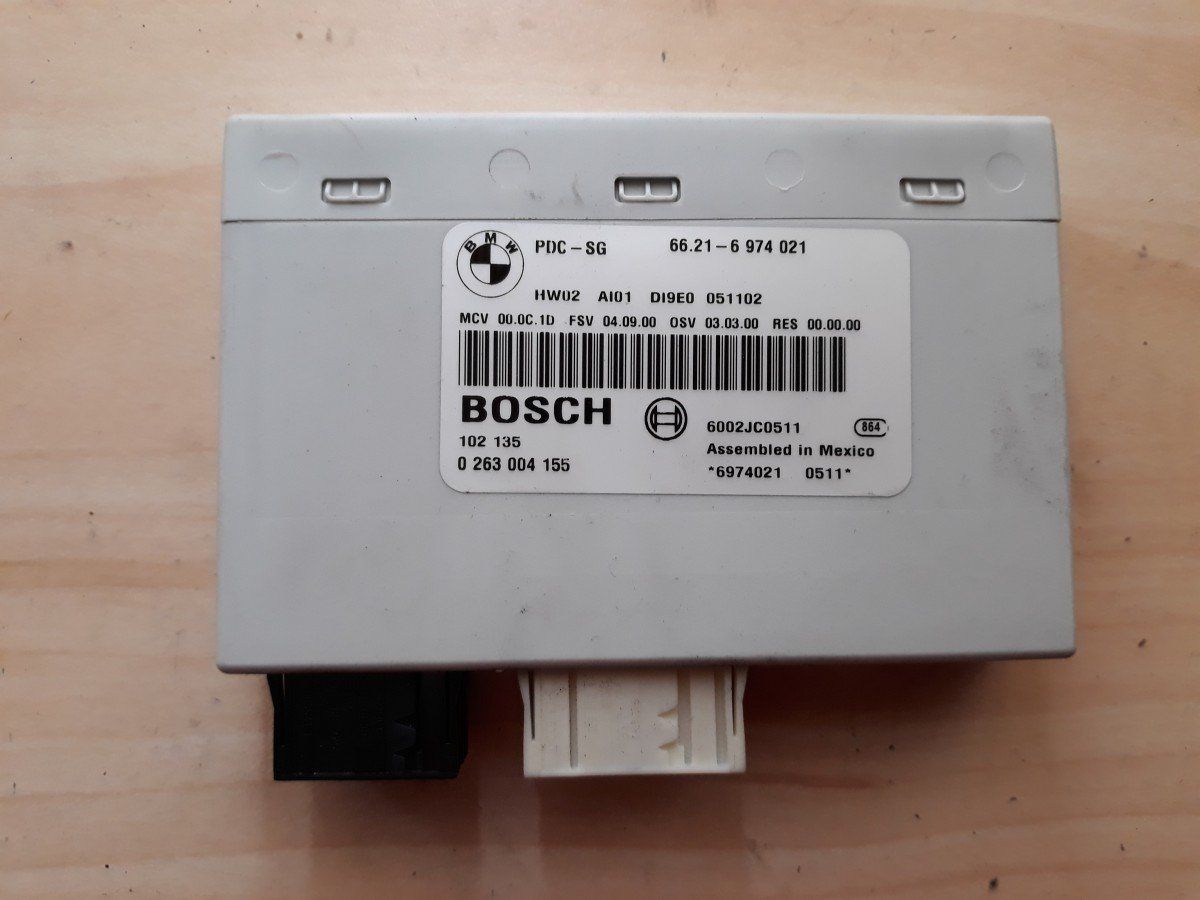 BMW
PDC-SG 66.21-6 974 021
HW02 AI01 DI9E0 051102
MCV 00.0C.1D FSV 04.09.00 OSV 03.03.00 RES 00.00.00
BOSCH
102 135
0 263 004 155
6002JC0511 864
Assembled in Mexico
*6974021 0511*